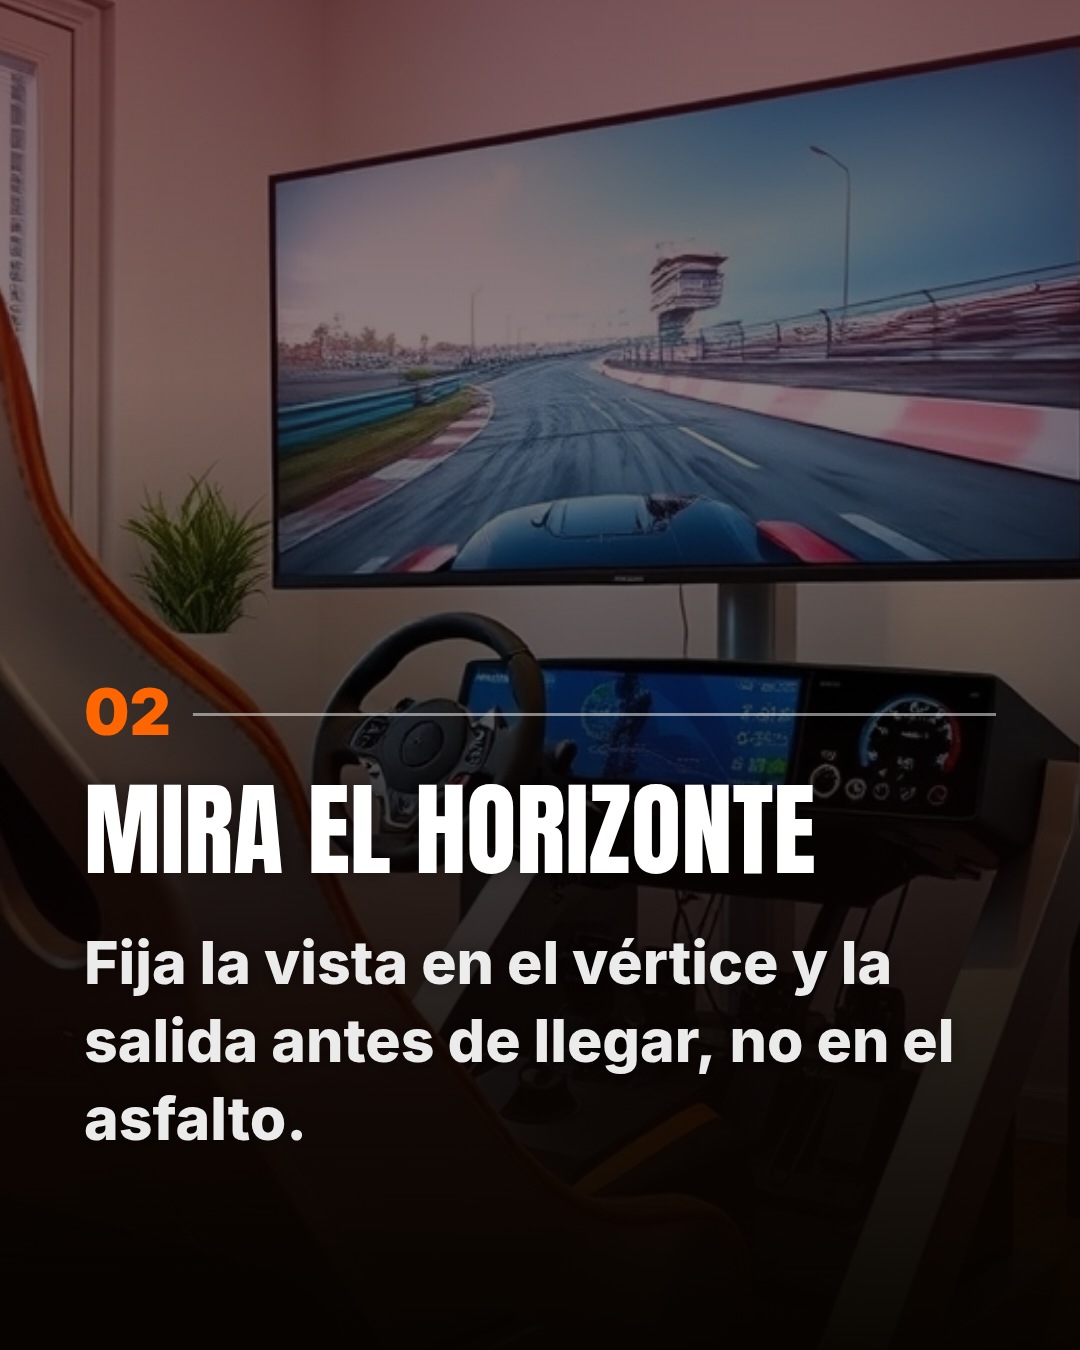 02
MIRA EL HORIZONTE
Fija la vista en el vértice y la
salida antes de llegar, no en el
asfalto.